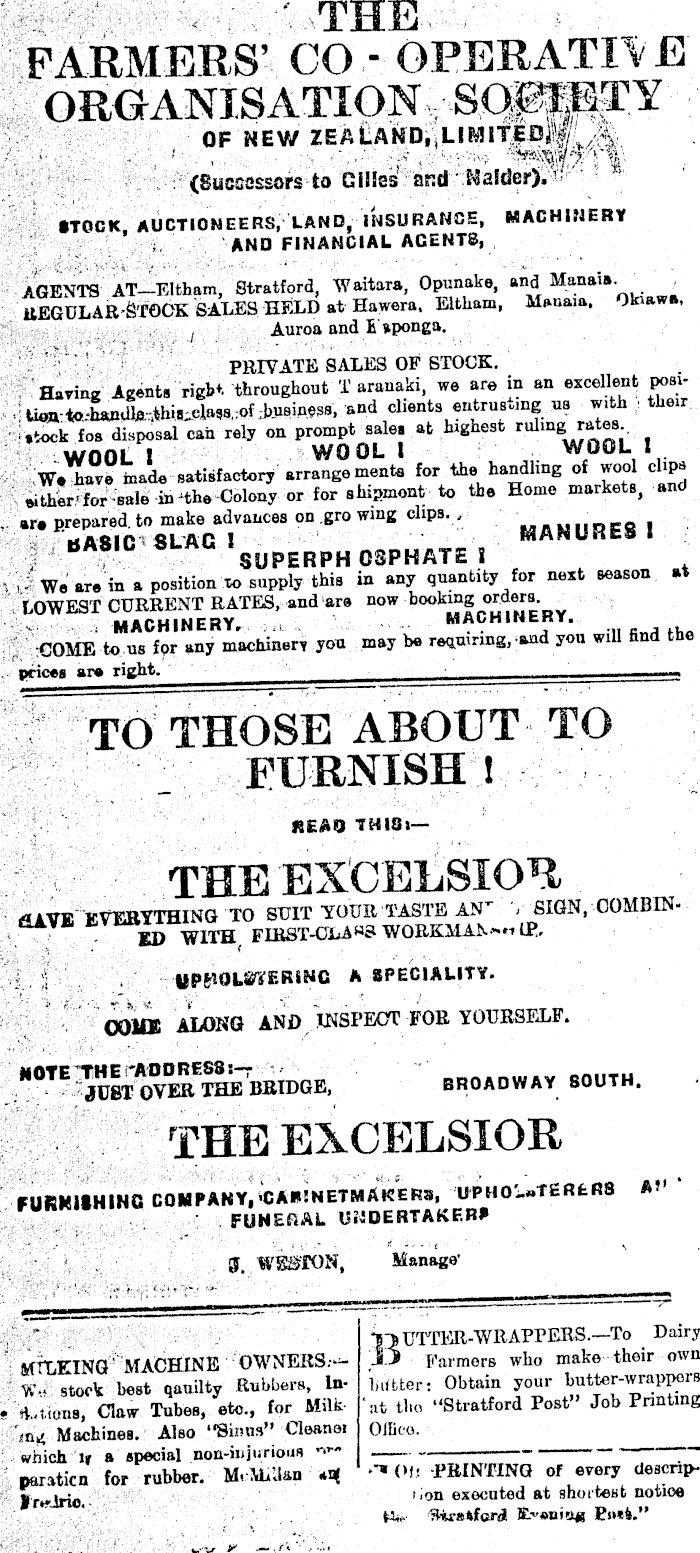 THE
FARMERS' CO-OPERATIVE
ORGANISATION SOCIETY
OF NEW ZEALAND, LIMITED,
(Successors to Gilles and Nalder).
STOCK, AUCTIONEERS, LAND, INSURANCE, MACHINERY
AND FINANCIAL AGENTS,
AGENTS AT—Eltham, Stratford, Waitara, Opunake, and Manaia.
REGULAR STOCK SALES HELD at Hawera, Eltham, Manaia, Okiawa,
Auroa and Kaponga.
PRIVATE SALES OF STOCK.
Having Agents right throughout Taranaki, we are in an excellent posi-
tion to handle this class of business, and clients entrusting us with their
stock fos disposal can rely on prompt sales at highest ruling rates.
WOOL ! WOOL ! WOOL !
We have made satisfactory arrangements for the handling of wool clips
either for sale in the Colony or for shipmont to the Home markets, and
are prepared to make advances on growing clips.
BASIC SLAG ! MANURES !
SUPERPHOSPHATE !
We are in a position to supply this in any quantity for next season at
LOWEST CURRENT RATES, and are now booking orders.
MACHINERY. MACHINERY.
COME to us for any machinery you may be requiring, and you will find the
prices are right.
TO THOSE ABOUT TO
FURNISH !
READ THIS:—
THE EXCELSIOR
HAVE EVERYTHING TO SUIT YOUR TASTE SIGN, COMBIN-
ED WITH FIRST-CLASS WORKMANSHIP.
UPHOLSTERING A SPECIALITY.
COME ALONG AND INSPECT FOR YOURSELF.
NOTE THE ADDRESS:—
JUST OVER THE BRIDGE, BROADWAY SOUTH.
THE EXCELSIOR
FURNISHING COMPANY, CABINETMAKERS, UPHOLSTERERS
FUNERAL UNDERTAKERS
J. WESTON, Manage
MILKING MACHINE OWNERS.—
We stock best qauilty Rubbers, In-
Claw Tubes, etc., for Milk-
ing Machines. Also "Sinus" Cleaner
which is a special non-injurious pre
paration for rubber. McMillan and
Fredric.
BUTTER-WRAPPERS.—To Dairy
Farmers who make their own
butter: Obtain your butter-wrappers
at the "Stratford Post" Job Printing
Office.
PRINTING of every descrip-
tion executed at shortest notice
the "Stratford Evening Post."